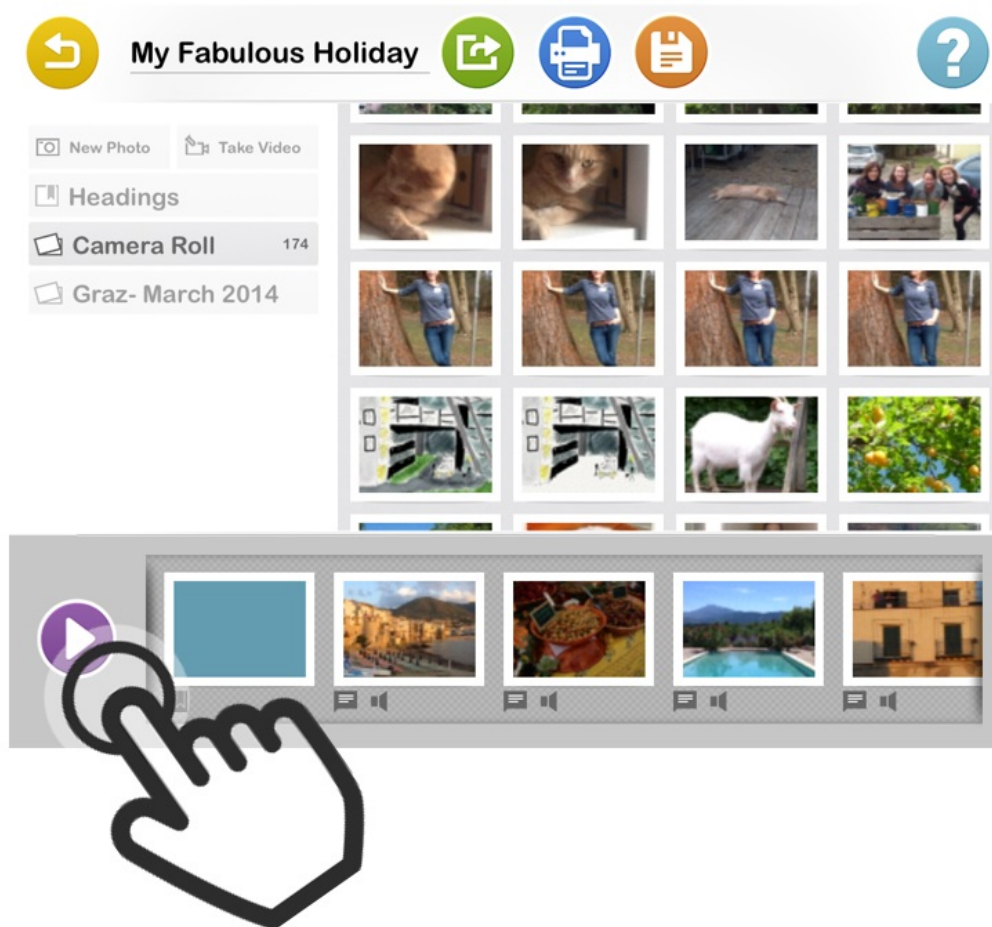 My Fabulous Holiday
?
New Photo
Take Video
Headings
Camera Roll 174
Graz- March 2014